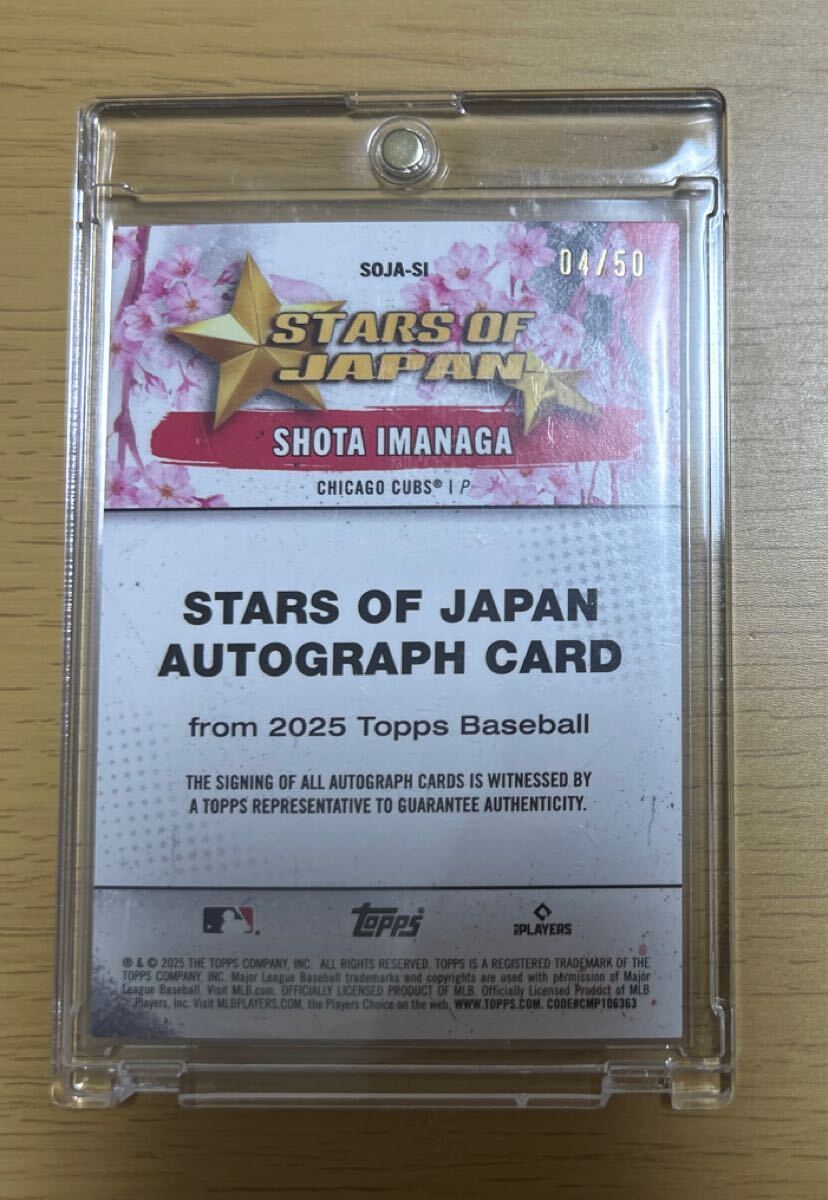 SOJA-SI
04/50
STARS OF
JAPAN
SHOTA IMANAGA
CHICAGO CUBS® | P
STARS OF JAPAN
AUTOGRAPH CARD
from 2025 Topps Baseball
THE SIGNING OF ALL AUTOGRAPH CARDS IS WITNESSED BY
A TOPPS REPRESENTATIVE TO GUARANTEE AUTHENTICITY.
topps
MLB PLAYERS
® & © 2025 THE TOPPS COMPANY, INC. ALL RIGHTS RESERVED. TOPPS IS A REGISTERED TRADEMARK OF THE
TOPPS COMPANY, INC. Major League Baseball trademarks and copyrights are used with permission of Major
League Baseball. Visit MLB.com. OFFICIALLY LICENSED PRODUCT OF MLB. Officially Licensed Product of MLB
Players, Inc. Visit MLBPLAYERS.COM, the Players Choice on the web. WWW.TOPPS.COM. CODE#CMP106363